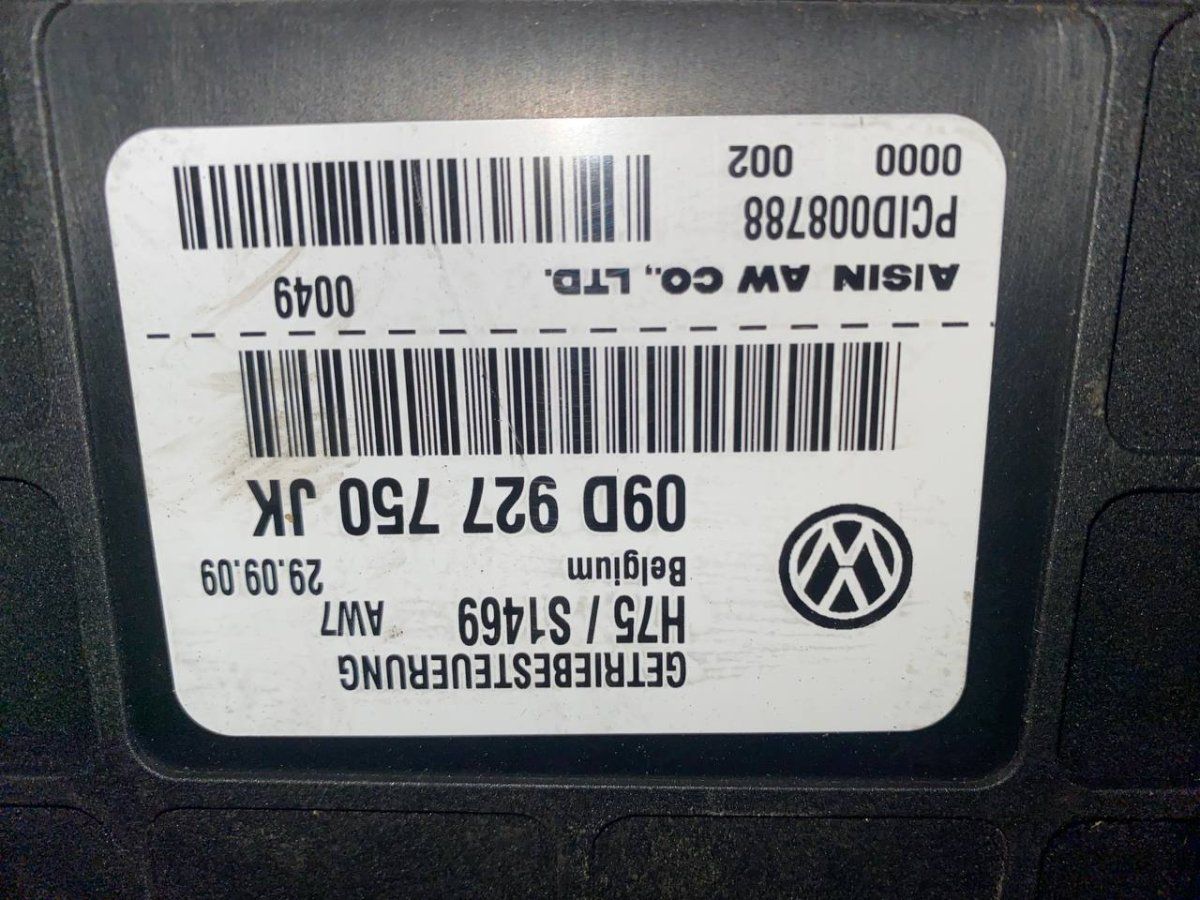 GETRIEBESTEUERUNG
H75 / S1469 AW7
Belgium 29.09.09
09D 927 750 JK
0049
AISIN AW CO., LTD.
PCID008788
0000 002